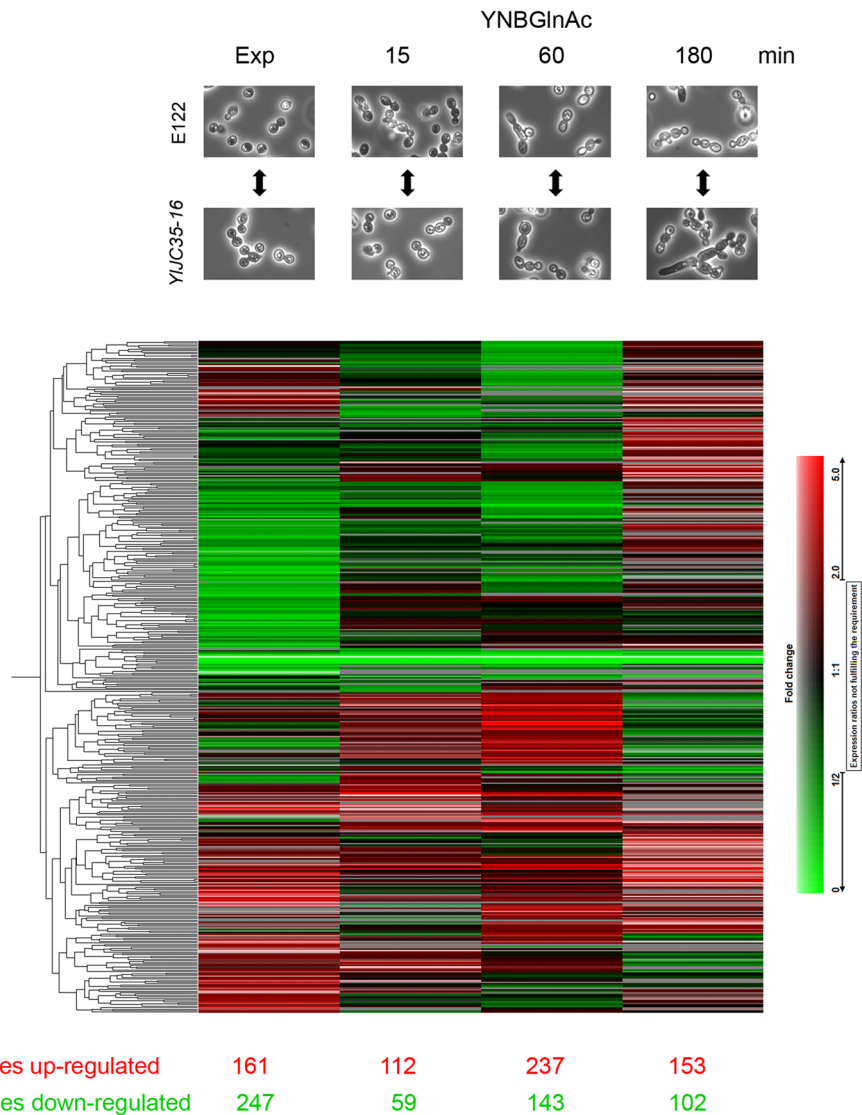 YNBGlnAc
Exp 15 60 180 min
E122
YlJC35-16
5.0
2.0
1:1
1/2
0
Fold change
Expression ratios not fulfilling the requirement
es up-regulated 161 112 237 153
es down-regulated 247 59 143 102